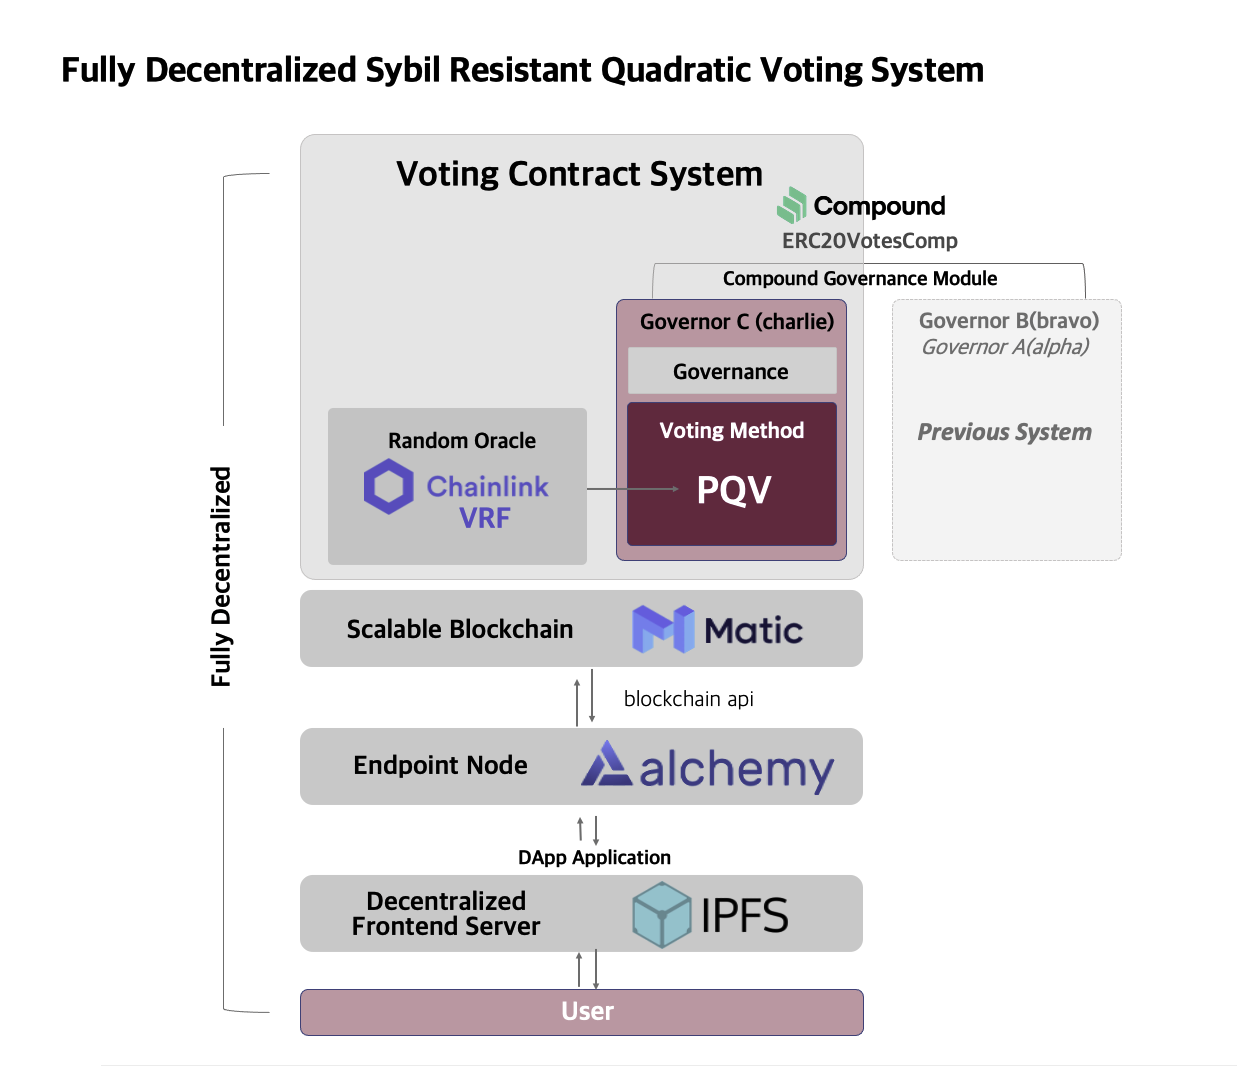 Fully Decentralized Sybil Resistant Quadratic Voting System
Voting Contract System
Compound
ERC20VotesComp
Compound Governance Module
Governor C (charlie)
Governance
Voting Method
PQV
Governor B(bravo)
Governor A(alpha)
Previous System
Random Oracle
Chainlink
VRF
Fully Decentralized
Scalable Blockchain
Matic
blockchain api
Endpoint Node
alchemy
DApp Application
Decentralized
Frontend Server
IPFS
User